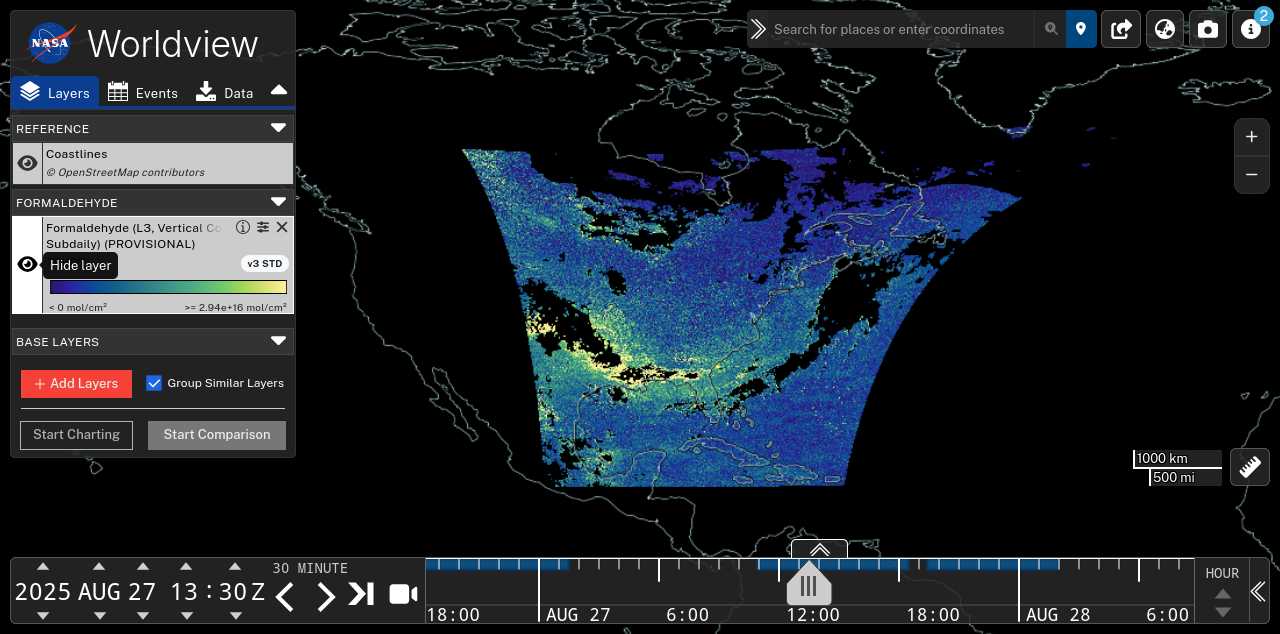 NASA Worldview
Search for places or enter coordinates
2
Layers Events Data
REFERENCE
Coastlines
© OpenStreetMap contributors
FORMALDEHYDE
Formaldehyde (L3, Vertical Co
Subdaily) (PROVISIONAL)
Hide layer
v3 STD
< 0 mol/cm² >= 2.94e+16 mol/cm²
BASE LAYERS
+ Add Layers Group Similar Layers
Start Charting Start Comparison
+
−
1000 km
500 mi
2025 AUG 27 13 : 30 Z
30 MINUTE
18:00 AUG 27 6:00 12:00 18:00 AUG 28 6:00
HOUR